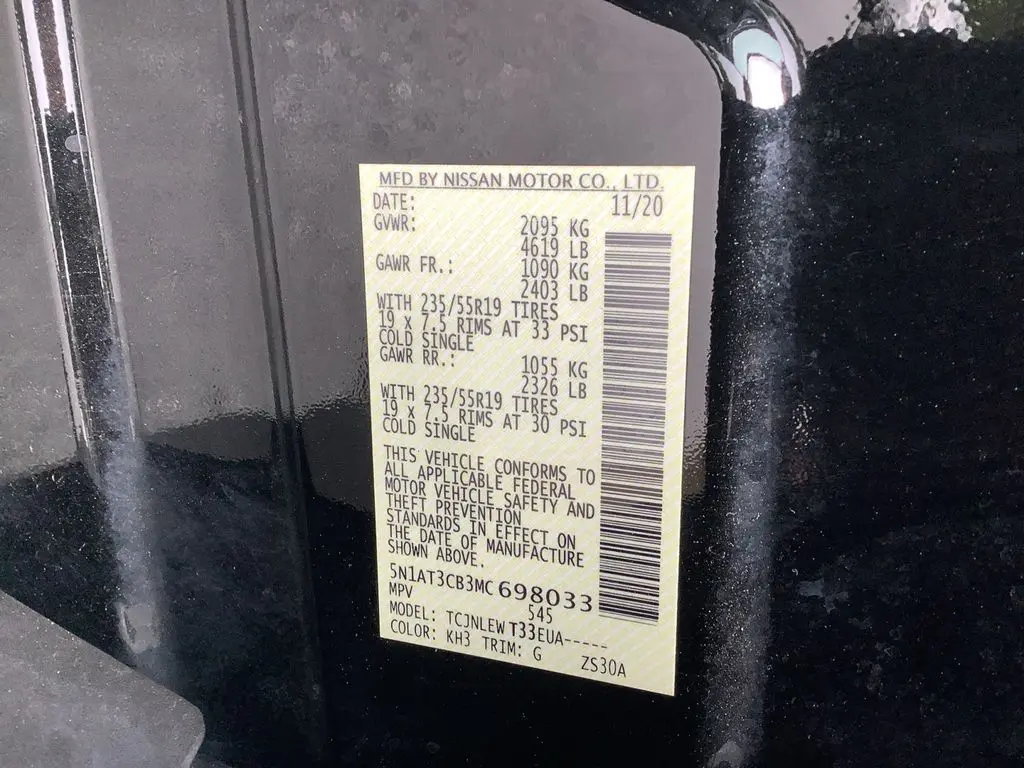 MFD BY NISSAN MOTOR CO., LTD.
DATE: 11/20
GVWR: 2095 KG
4619 LB
GAWR FR.: 1090 KG
2403 LB
WITH 235/55R19 TIRES
19 X 7.5 RIMS AT 33 PSI
COLD SINGLE
GAWR RR.: 1055 KG
2326 LB
WITH 235/55R19 TIRES
19 X 7.5 RIMS AT 30 PSI
COLD SINGLE
THIS VEHICLE CONFORMS TO
ALL APPLICABLE FEDERAL
MOTOR VEHICLE SAFETY AND
THEFT PREVENTION
STANDARDS IN EFFECT ON
THE DATE OF MANUFACTURE
SHOWN ABOVE.
5N1AT3CB3MC 698033
MPV 545
MODEL: TCJNLEW T33EUA-----
COLOR: KH3 TRIM: G ZS30A